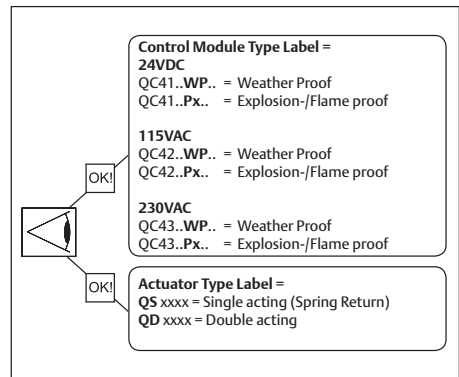 Control Module Type Label =
24VDC
QC41..WP.. = Weather Proof
QC41..Px.. = Explosion-/Flame proof
115VAC
QC42..WP.. = Weather Proof
QC42..Px.. = Explosion-/Flame proof
230VAC
QC43..WP.. = Weather Proof
QC43..Px.. = Explosion-/Flame proof
OK!
OK!
Actuator Type Label =
QS xxxx = Single acting (Spring Return)
QD xxxx = Double acting